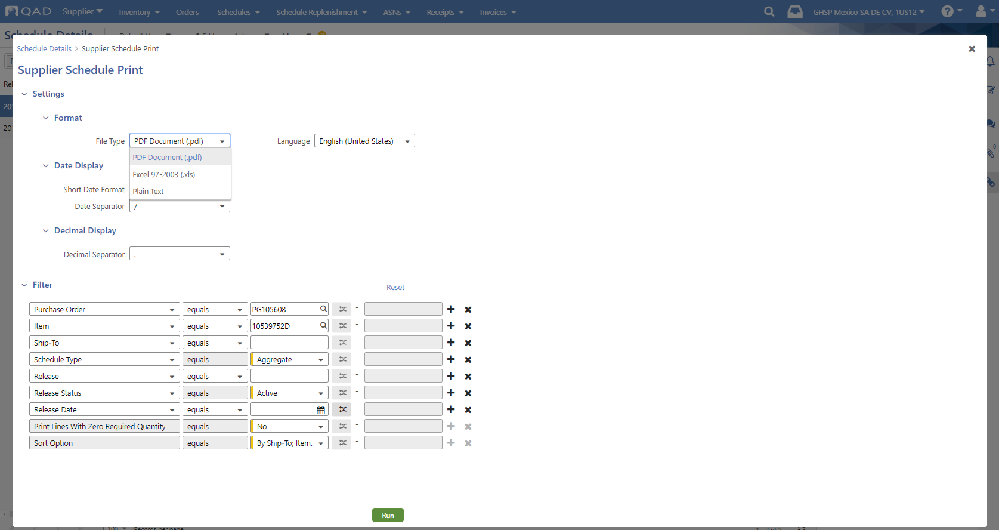 QAD Supplier Inventory Orders Schedules Schedule Replenishment ASNs Receipts Invoices GHSP Mexico SA DE CV, 1US12
Schedule Details > Supplier Schedule Print
Supplier Schedule Print
Settings
Format
File Type PDF Document (.pdf) Language English (United States)
PDF Document (.pdf)
Date Display
Excel 97-2003 (.xls)
Short Date Format
Plain Text
Date Separator /
Decimal Display
Decimal Separator .
Filter
Reset
Purchase Order equals PG105608 -
Item equals 10539752D -
Ship-To equals -
Schedule Type equals Aggregate -
Release equals -
Release Status equals Active -
Release Date equals -
Print Lines With Zero Required Quantity equals No -
Sort Option equals By Ship-To; Item. -
Run